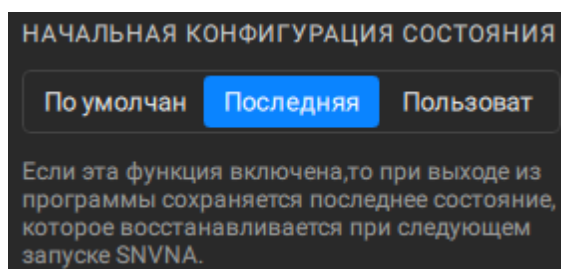 НАЧАЛЬНАЯ КОНФИГУРАЦИЯ СОСТОЯНИЯ
По умолчан Последняя Пользоват
Если эта функция включена,то при выходе из
программы сохраняется последнее состояние,
которое восстанавливается при следующем
запуске SNVNA.